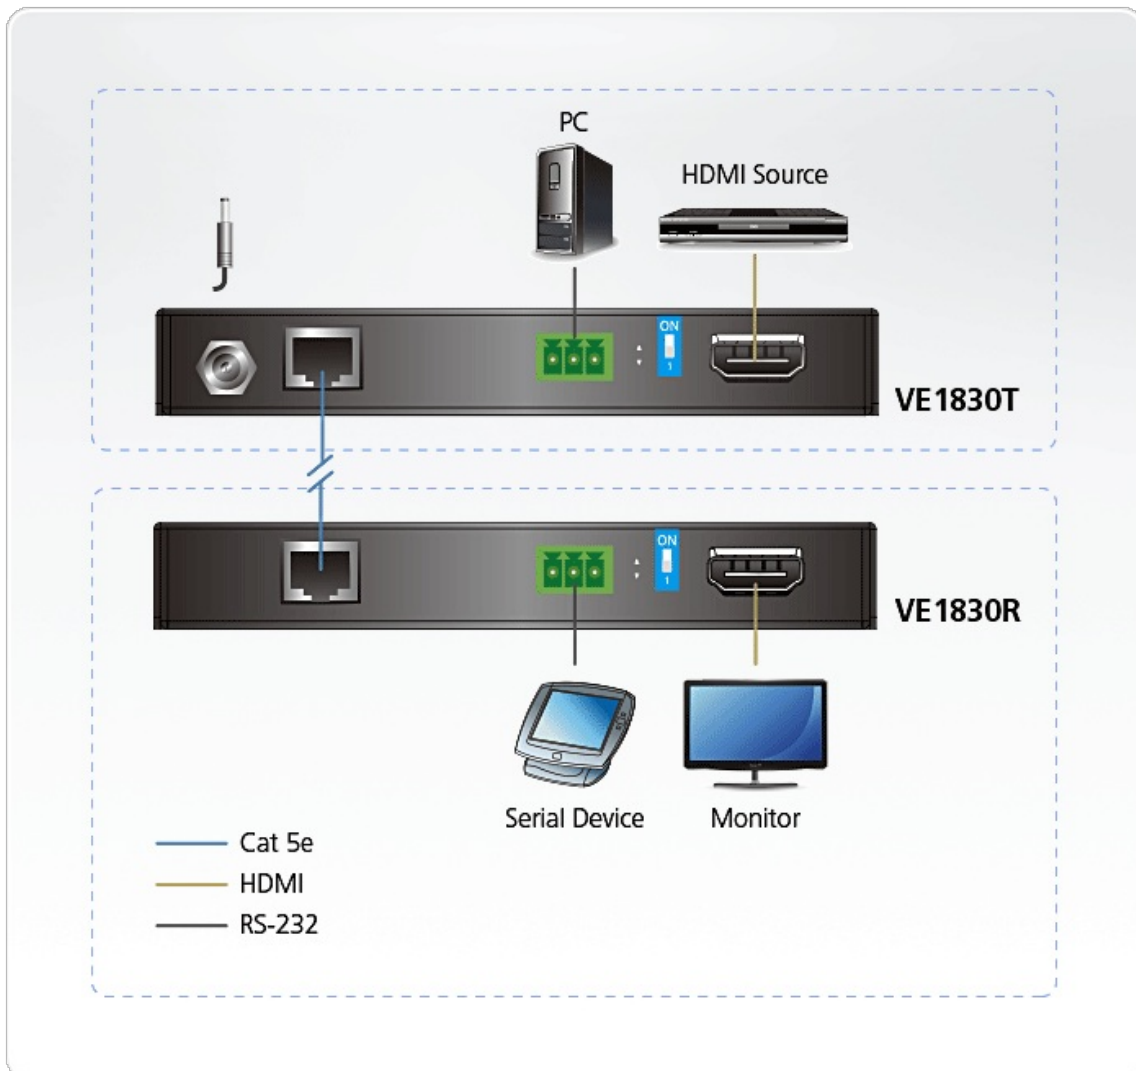 PC
HDMI Source
ON
1
VE1830T
ON
1
VE1830R
Serial Device
Monitor
Cat 5e
HDMI
RS-232